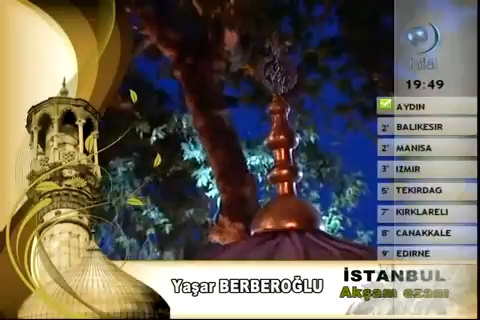 hilal
19:49
AYDIN
2' BALIKESIR
2' MANISA
3' IZMIR
5' TEKIRDAG
7' KIRKLARELI
8' CANAKKALE
9' EDIRNE
Yaşar BERBEROĞLU
İSTANBUL
Akşam ezanı